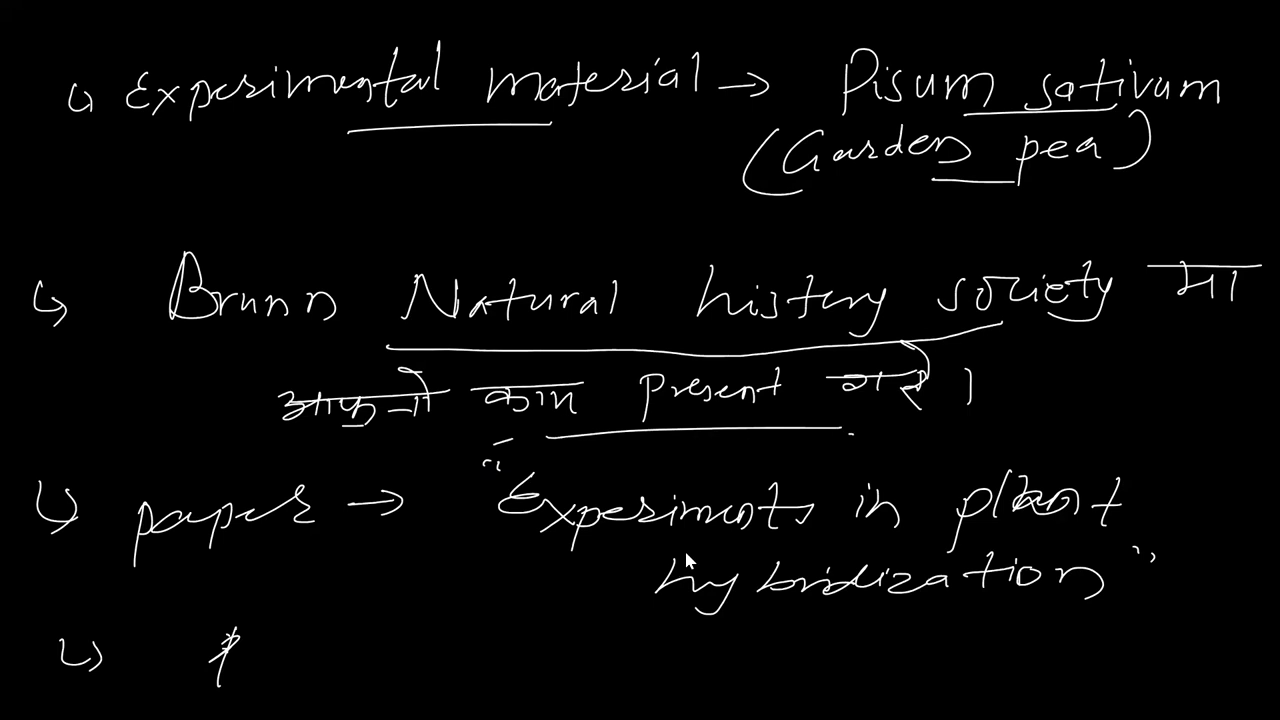 Experimental material → Pisum sativum
(Garden pea)
Brunn Natural history society मा
आफ्नो काम present गरे ।
paper → "Experiments in plant
hybridization"